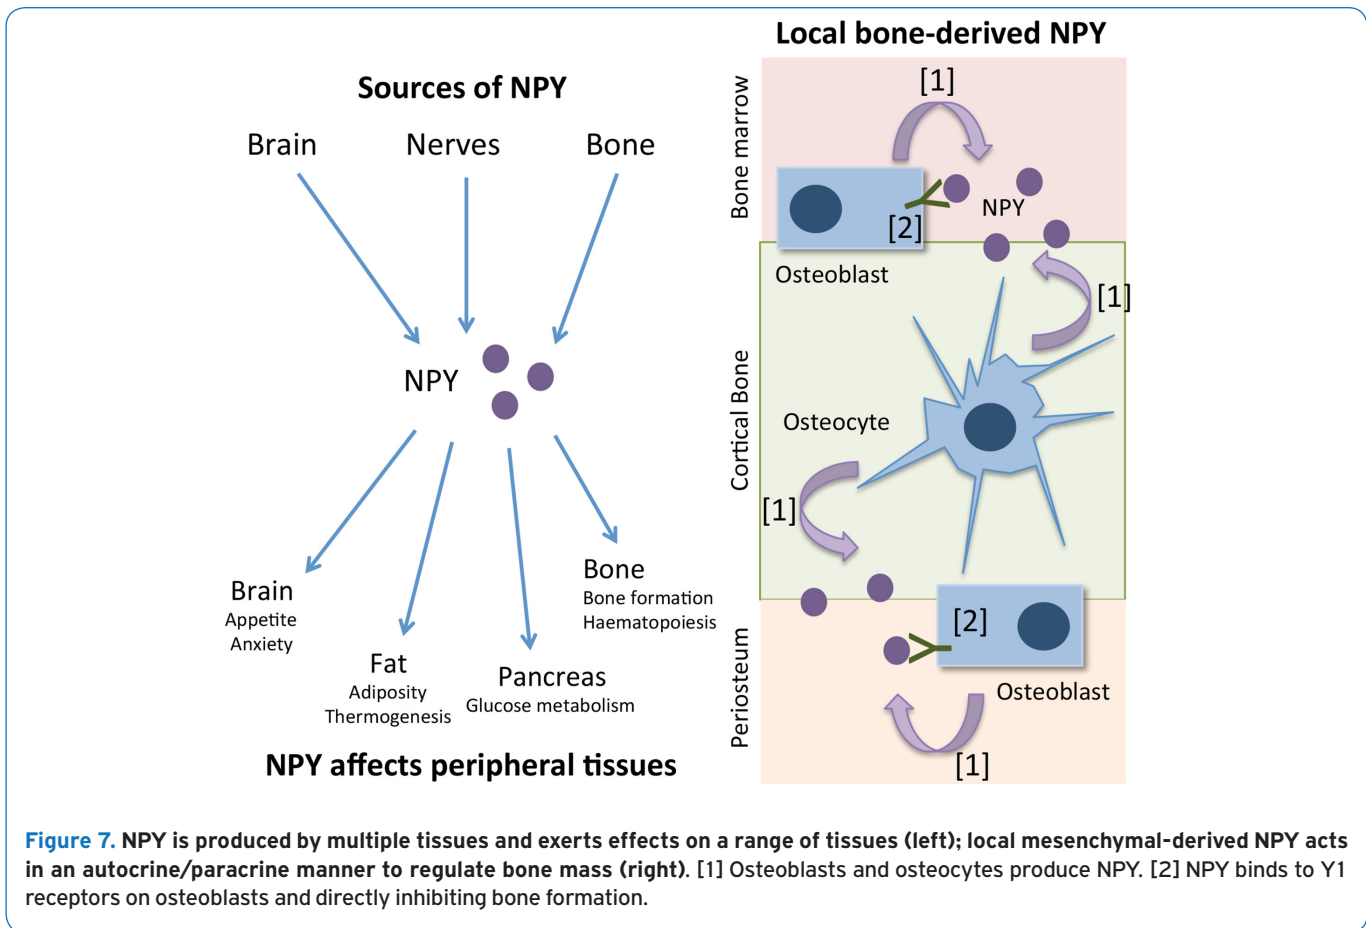 Sources of NPY
Brain
Nerves
Bone
NPY
Brain
Appetite
Anxiety
Fat
Adiposity
Thermogenesis
Pancreas
Glucose metabolism
Bone
Bone formation
Haematopoiesis
NPY affects peripheral tissues
Local bone-derived NPY
Bone marrow
[1]
NPY
[2]
Osteoblast
Cortical Bone
[1]
Osteocyte
[1]
Periosteum
[2]
Osteoblast
[1]
Figure 7. NPY is produced by multiple tissues and exerts effects on a range of tissues (left); local mesenchymal-derived NPY acts
in an autocrine/paracrine manner to regulate bone mass (right). [1] Osteoblasts and osteocytes produce NPY. [2] NPY binds to Y1
receptors on osteoblasts and directly inhibiting bone formation.